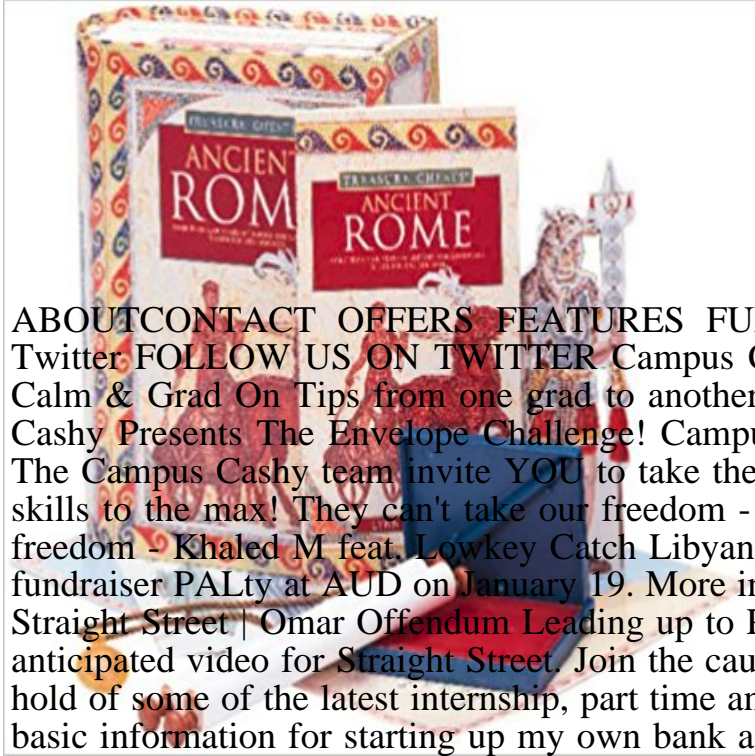 TREASURE CHESTS
ANCIENT
ROM
TREASURE CHESTS
ANCIENT
ROME
ABOUTCONTACT OFFERS FEATURES
Twitter FOLLOW US ON TWITTER Campus
Calm & Grad On Tips from one grad to another
Cashy Presents The Envelope Challenge!
The Campus Cashy team invite YOU to take the
skills to the max! They can't take our freedom -
freedom - Khaled M feat. Lowkey Catch Libyan
fundraiser PALty at AUD on January 19. More
Straight Street | Omar Offendum Leading up to
anticipated video for Straight Street. Join the
hold of some of the latest internship, part time
basic information for starting up my own bank